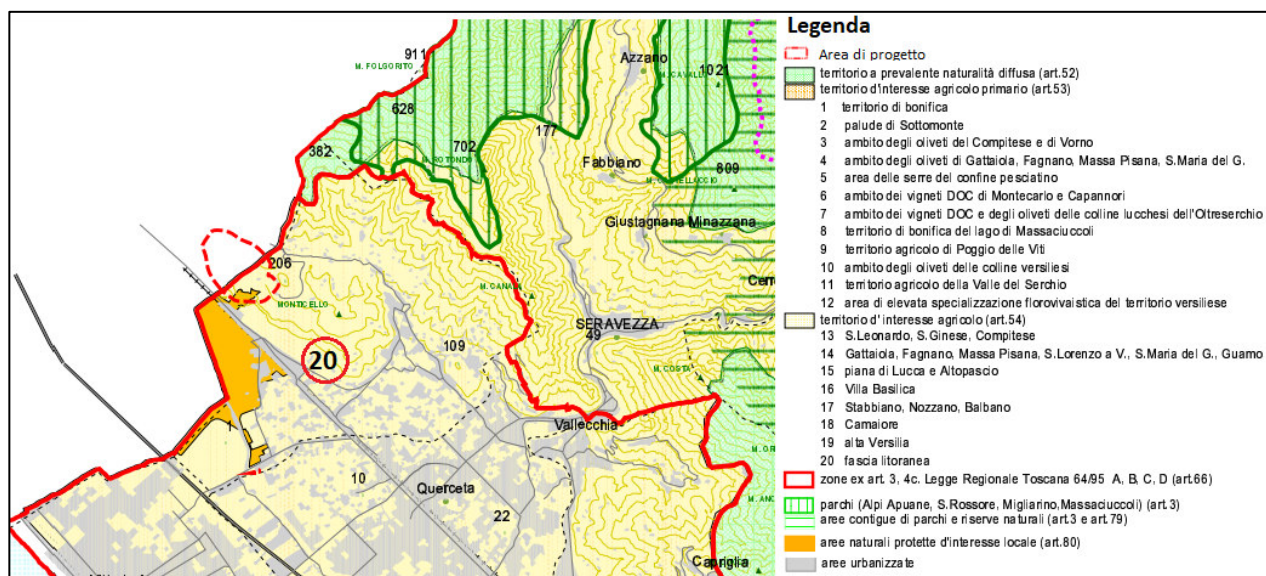 911
M. FOLGORITO
Azzano
M. CAVALLO
1021
628
177
702
M. ROTONDO
382
Fabbiano
809
Giustagnana Minazzana
206
MONTICELLO
M. CANALA
SERAVEZZA
49
109
20
M. COSTA
Vallecchia
10
Querceta
22
Capriglia
Legenda
Area di progetto
territorio a prevalente naturalità diffusa (art.52)
territorio d'interesse agricolo primario (art.53)
1 territorio di bonifica
2 palude di Sottomonte
3 ambito degli oliveti del Compitese e di Vorno
4 ambito degli oliveti di Gattaiola, Fagnano, Massa Pisana, S.Maria del G.
5 area delle serre del confine pesciatino
6 ambito dei vigneti DOC di Montecarlo e Capannori
7 ambito dei vigneti DOC e degli oliveti delle colline lucchesi dell'Oltreserchio
8 territorio di bonifica del lago di Massaciuccoli
9 territorio agricolo di Poggio delle Viti
10 ambito degli oliveti delle colline versiliesi
11 territorio agricolo della Valle del Serchio
12 area di elevata specializzazione florovivaistica del territorio versiliese
territorio d' interesse agricolo (art.54)
13 S.Leonardo, S.Ginese, Compitese
14 Gattaiola, Fagnano, Massa Pisana, S.Lorenzo a V., S.Maria del G., Guamo
15 piana di Lucca e Altopascio
16 Villa Basilica
17 Stabbiano, Nozzano, Balbano
18 Camaiore
19 alta Versilia
20 fascia litoranea
zone ex art. 3, 4c. Legge Regionale Toscana 64/95 A, B, C, D (art.66)
parchi (Alpi Apuane, S.Rossore, Migliarino,Massaciuccoli) (art.3)
aree contigue di parchi e riserve naturali (art.3 e art.79)
aree naturali protette d'interesse locale (art.80)
aree urbanizzate